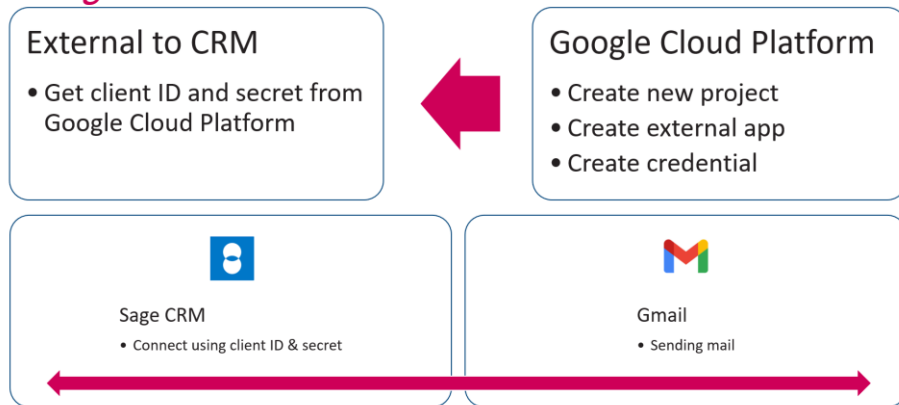 External to CRM
• Get client ID and secret from
Google Cloud Platform
Google Cloud Platform
• Create new project
• Create external app
• Create credential
Sage CRM
• Connect using client ID & secret
Gmail
• Sending mail